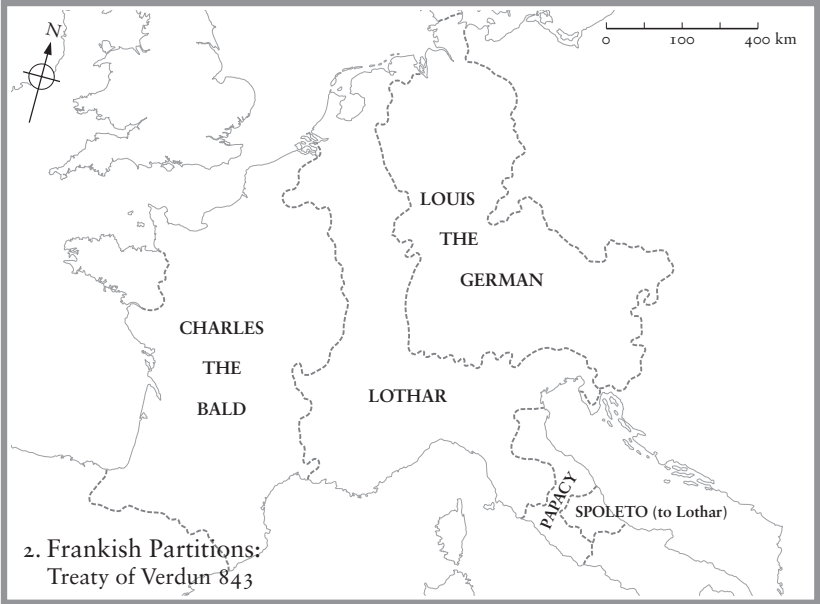 N
0 100 400 km
LOUIS
THE
GERMAN
CHARLES
THE
BALD
LOTHAR
PAPACY
SPOLETO (to Lothar)
2. Frankish Partitions:
Treaty of Verdun 843